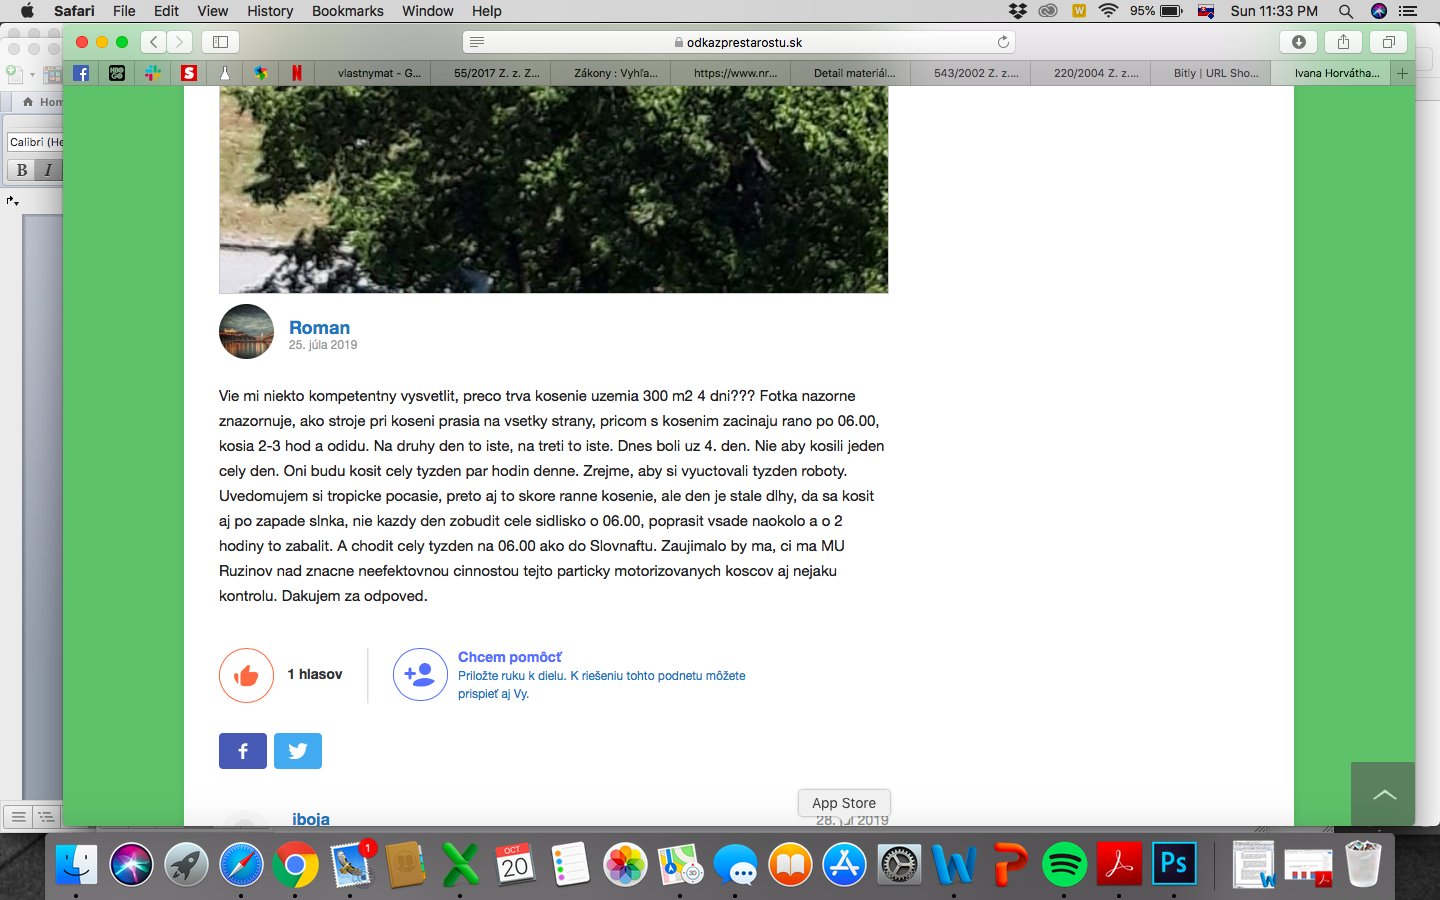 Safari File Edit View History Bookmarks Window Help
W 95% Sun 11:33 PM
odkazprestarostu.sk
f HBO GO S N vlastnymat - G... 55/2017 Z. z. Z... Zákony : Vyhľa... https://www.nr... Detail materiál... 543/2002 Z. z.... 220/2004 Z. z.... Bitly | URL Sho... Ivana Horvátha...
Hom
Calibri (He
B I
Roman
25. júla 2019
Vie mi niekto kompetentny vysvetlit, preco trva kosenie uzemia 300 m2 4 dni??? Fotka nazorne
znazornuje, ako stroje pri koseni prasia na vsetky strany, pricom s kosenim zacinaju rano po 06.00,
kosia 2-3 hod a odidu. Na druhy den to iste, na treti to iste. Dnes boli uz 4. den. Nie aby kosili jeden
cely den. Oni budu kosit cely tyzden par hodin denne. Zrejme, aby si vyuctovali tyzden roboty.
Uvedomujem si tropicke pocasie, preto aj to skore ranne kosenie, ale den je stale dlhy, da sa kosit
aj po zapade slnka, nie kazdy den zobudit cele sidlisko o 06.00, poprasit vsade naokolo a o 2
hodiny to zabalit. A chodit cely tyzden na 06.00 ako do Slovnaftu. Zaujimalo by ma, ci ma MU
Ruzinov nad znacne neefektovnou cinnostou tejto particky motorizovanych koscov aj nejaku
kontrolu. Dakujem za odpoved.
1 hlasov
Chcem pomôcť
Priložte ruku k dielu. K riešeniu tohto podnetu môžete
prispieť aj Vy.
f
App Store
iboja
28. júl 2019
1
OCT
20
3D
W
P
Ps
W